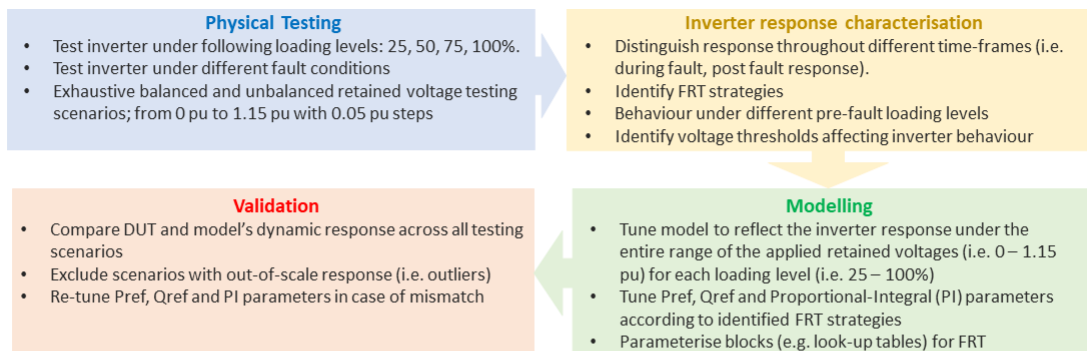 Physical Testing
• Test inverter under following loading levels: 25, 50, 75, 100%.
• Test inverter under different fault conditions
• Exhaustive balanced and unbalanced retained voltage testing
scenarios; from 0 pu to 1.15 pu with 0.05 pu steps
Inverter response characterisation
• Distinguish response throughout different time-frames (i.e.
during fault, post fault response).
• Identify FRT strategies
• Behaviour under different pre-fault loading levels
• Identify voltage thresholds affecting inverter behaviour
Modelling
• Tune model to reflect the inverter response under the
entire range of the applied retained voltages (i.e. 0 – 1.15
pu) for each loading level (i.e. 25 – 100%)
• Tune Pref, Qref and Proportional-Integral (PI) parameters
according to identified FRT strategies
• Parameterise blocks (e.g. look-up tables) for FRT
Validation
• Compare DUT and model's dynamic response across all testing
scenarios
• Exclude scenarios with out-of-scale response (i.e. outliers)
• Re-tune Pref, Qref and PI parameters in case of mismatch